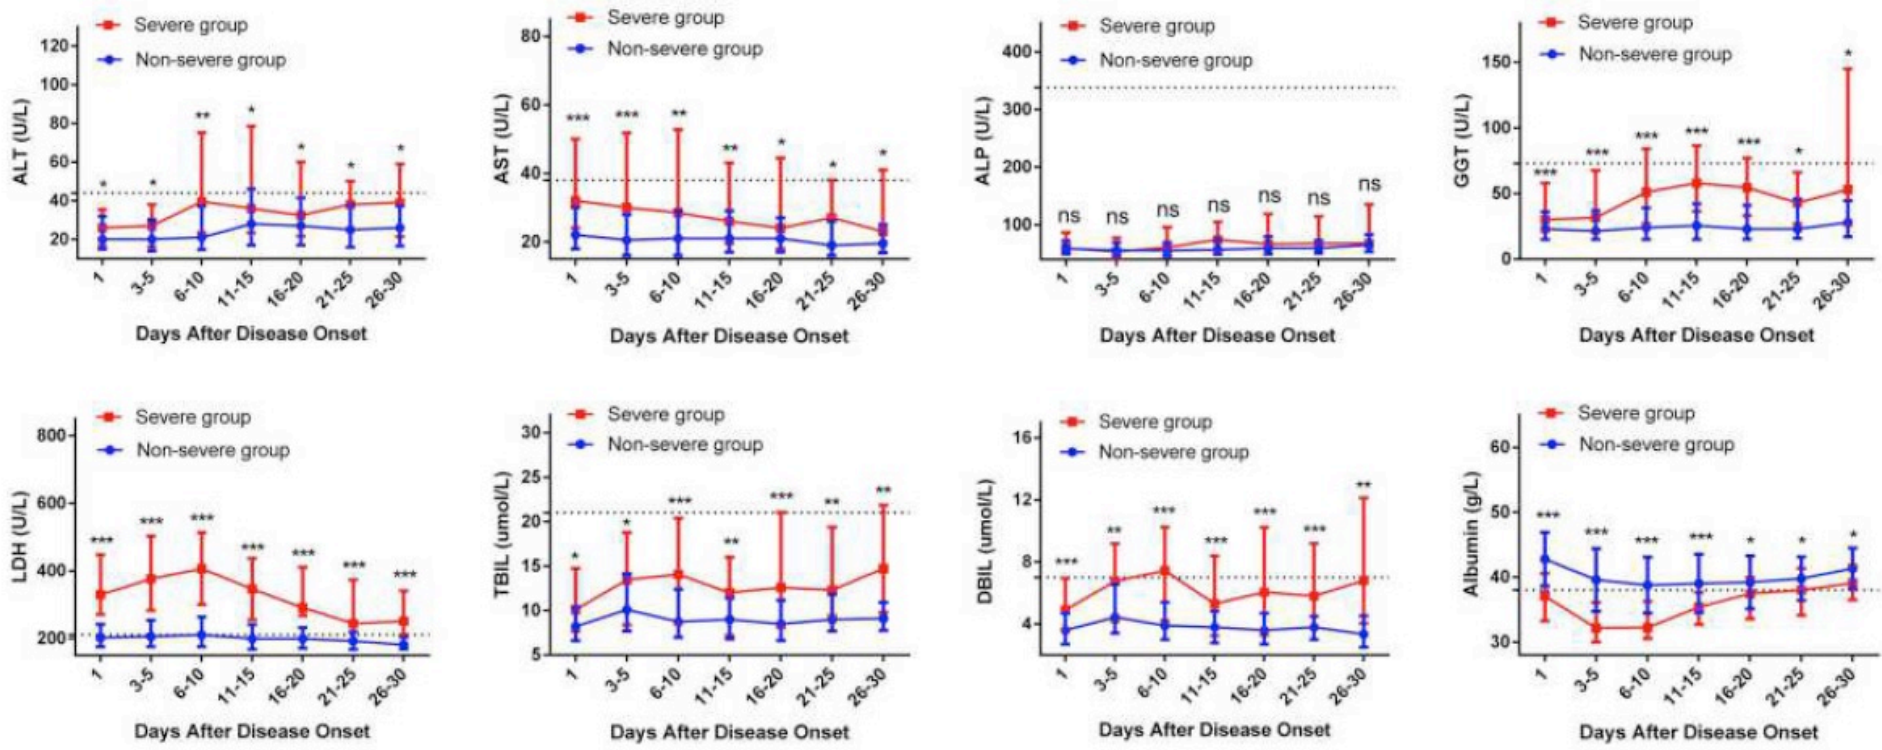 Severe group
Non-severe group
ALT (U/L)
120
100
80
60
40
20
* * ** * * * *
1 3-5 6-10 11-15 16-20 21-25 26-30
Days After Disease Onset
Severe group
Non-severe group
AST (U/L)
80
60
40
20
*** *** ** ** * * *
1 3-5 6-10 11-15 16-20 21-25 26-30
Days After Disease Onset
Severe group
Non-severe group
ALP (U/L)
400
300
200
100
ns ns ns ns ns ns ns
1 3-5 6-10 11-15 16-20 21-25 26-30
Days After Disease Onset
Severe group
Non-severe group
GGT (U/L)
150
100
50
0
*** *** *** *** *** * *
1 3-5 6-10 11-15 16-20 21-25 26-30
Days After Disease Onset
Severe group
Non-severe group
LDH (U/L)
800
600
400
200
*** *** *** *** *** *** ***
1 3-5 6-10 11-15 16-20 21-25 26-30
Days After Disease Onset
Severe group
Non-severe group
TBIL (umol/L)
30
25
20
15
10
5
* * *** ** *** ** **
1 3-5 6-10 11-15 16-20 21-25 26-30
Days After Disease Onset
Severe group
Non-severe group
DBIL (umol/L)
16
12
8
4
*** ** *** *** *** *** **
1 3-5 6-10 11-15 16-20 21-25 26-30
Days After Disease Onset
Severe group
Non-severe group
Albumin (g/L)
60
50
40
30
*** *** *** *** * * *
1 3-5 6-10 11-15 16-20 21-25 26-30
Days After Disease Onset